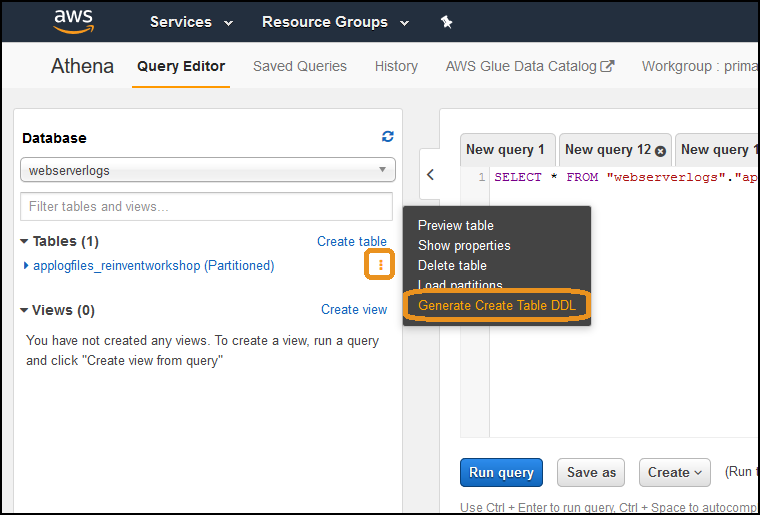 aws
Services
Resource Groups
Athena
Query Editor
Saved Queries
History
AWS Glue Data Catalog
Workgroup : prima
Database
webserverlogs
Filter tables and views...
Tables (1)
Create table
applogfiles_reinventworkshop (Partitioned)
Views (0)
Create view
You have not created any views. To create a view, run a query
and click "Create view from query"
Preview table
Show properties
Delete table
Load partitions
Generate Create Table DDL
New query 1
New query 12
New query 1
1
SELECT * FROM "webserverlogs"."ap
Run query
Save as
Create
(Run t
Use Ctrl + Enter to run query, Ctrl + Space to autocomp